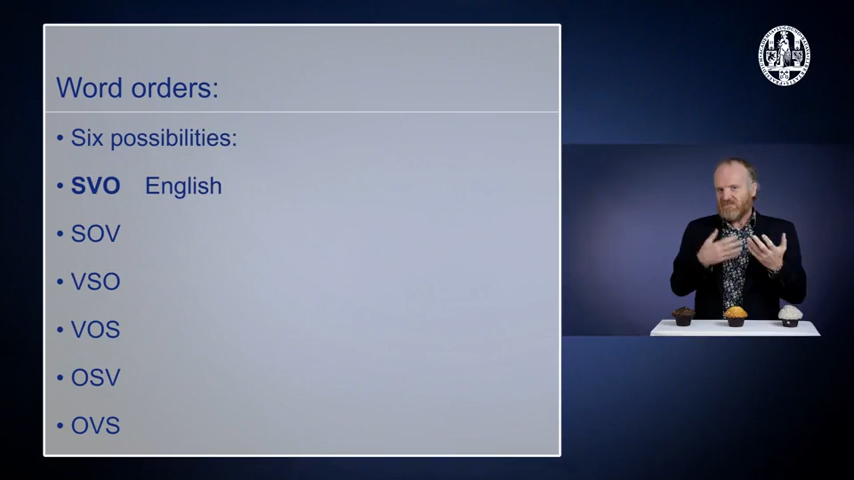 Word orders:
• Six possibilities:
• SVO English
• SOV
• VSO
• VOS
• OSV
• OVS